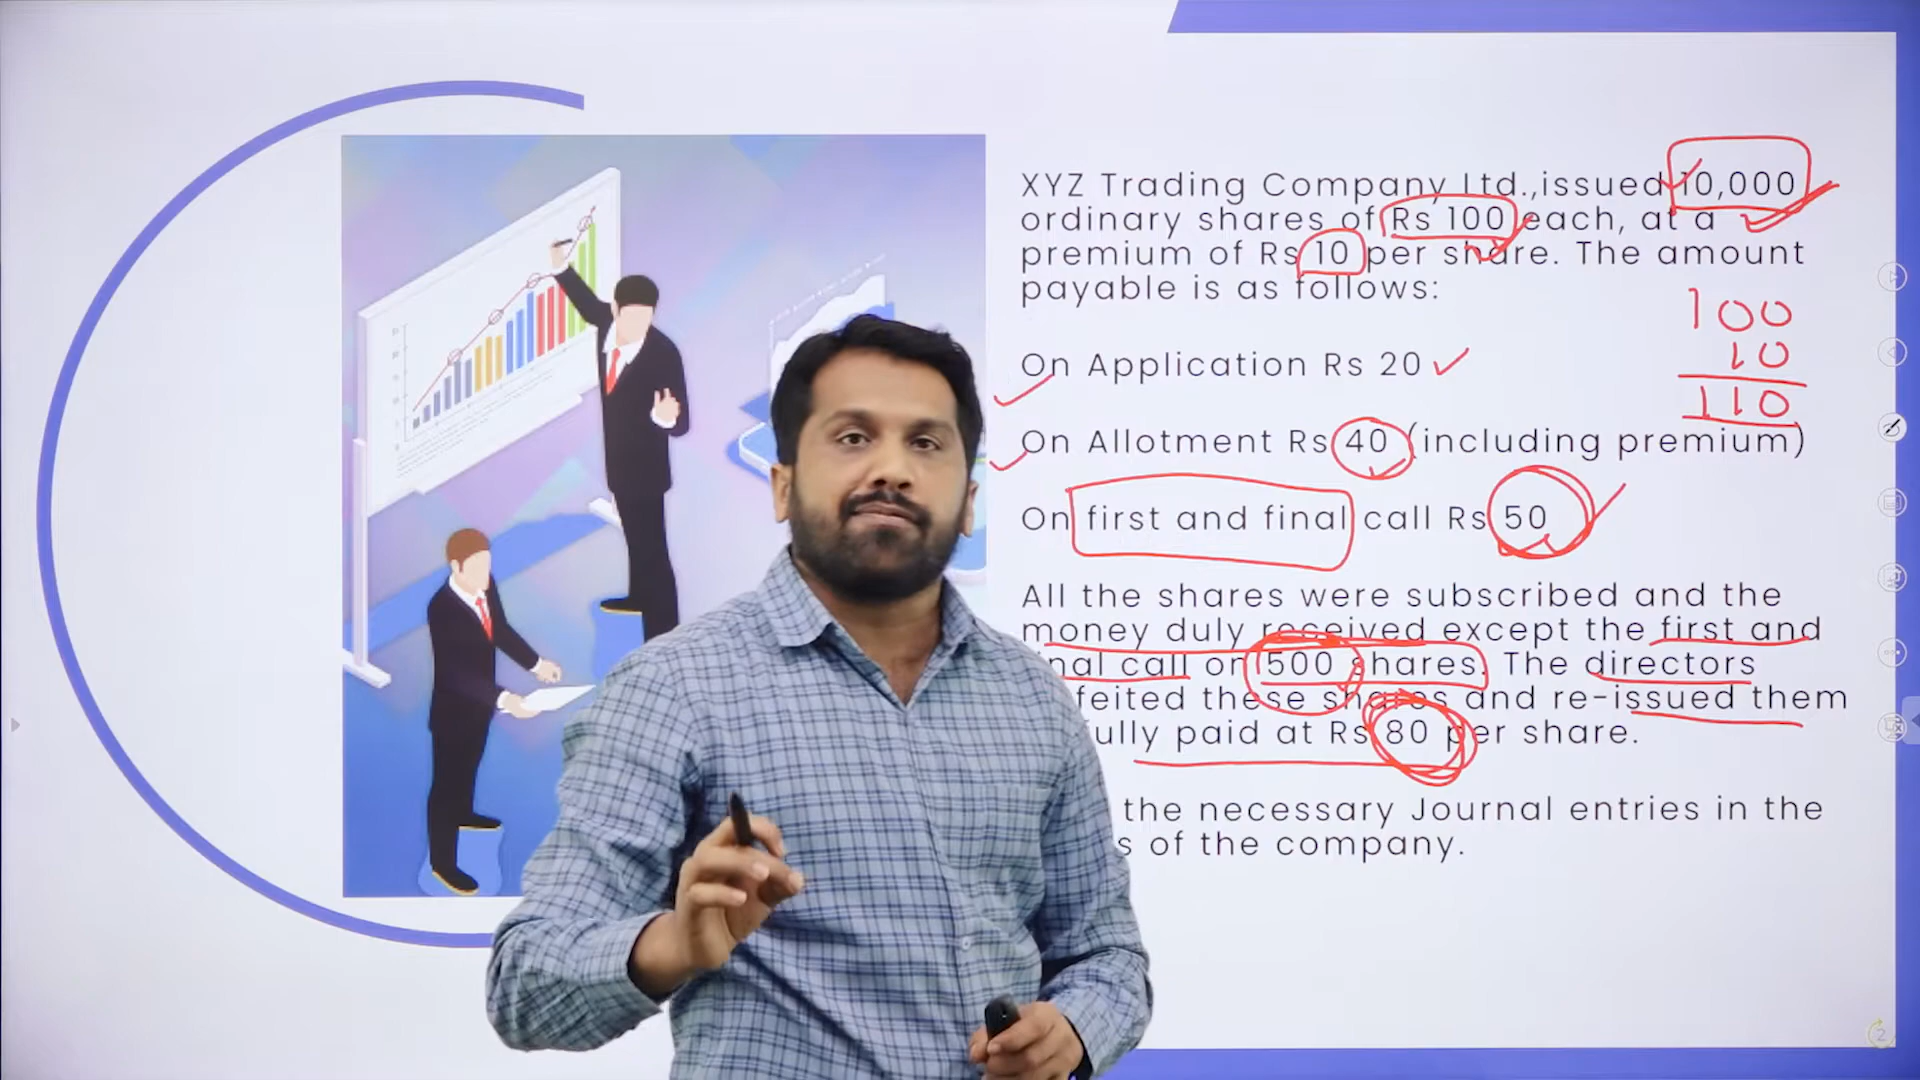 XYZ Trading Company Ltd.,issued 10,000
ordinary shares of Rs 100 each, at a
premium of Rs 10 per share. The amount
payable is as follows:
100
10
110
On Application Rs 20
On Allotment Rs 40 (including premium)
On first and final call Rs 50
All the shares were subscribed and the
money duly received except the first and
nal call on 500 shares. The directors
feited these shares and re-issued them
ully paid at Rs 80 per share.
the necessary Journal entries in the
s of the company.
2